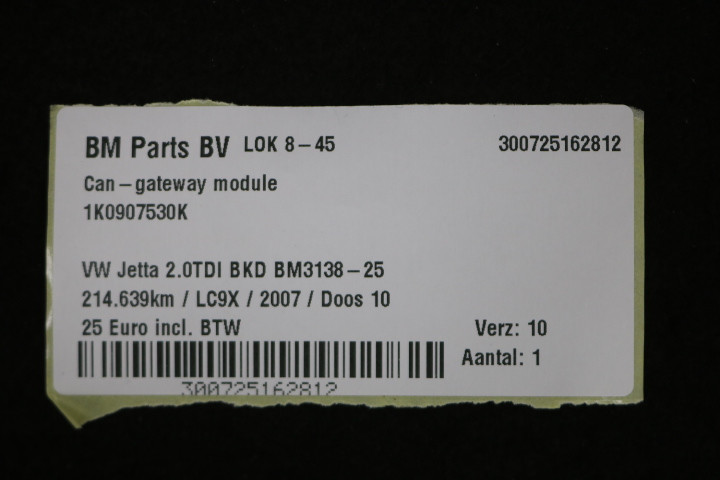 BM Parts BV LOK 8-45 300725162812
Can-gateway module
1K0907530K
VW Jetta 2.0TDI BKD BM3138-25
214.639km / LC9X / 2007 / Doos 10
25 Euro incl. BTW Verz: 10
Aantal: 1
300725162812